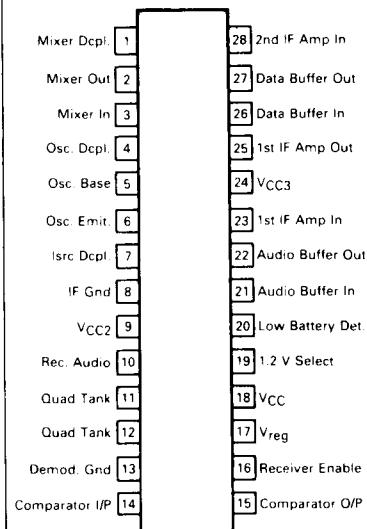 Mixer Dcpl. 1
28 2nd IF Amp In
Mixer Out 2
27 Data Buffer Out
Mixer In 3
26 Data Buffer In
Osc. Dcpl. 4
25 1st IF Amp Out
Osc. Base 5
24 VCC3
Osc. Emit. 6
23 1st IF Amp In
Isrc Dcpl. 7
22 Audio Buffer Out
IF Gnd 8
21 Audio Buffer In
VCC2 9
20 Low Battery Det.
Rec. Audio 10
19 1.2 V Select
Quad Tank 11
18 VCC
Quad Tank 12
17 Vreg
Demod. Gnd 13
16 Receiver Enable
Comparator I/P 14
15 Comparator O/P